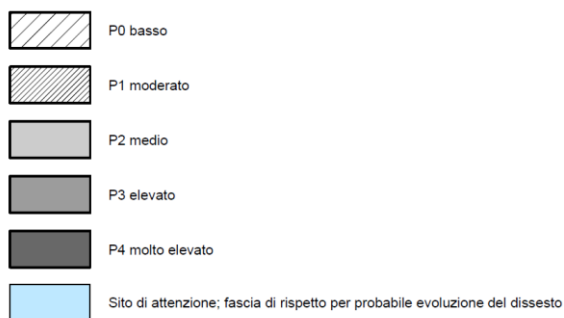 P0 basso
P1 moderato
P2 medio
P3 elevato
P4 molto elevato
Sito di attenzione; fascia di rispetto per probabile evoluzione del dissesto